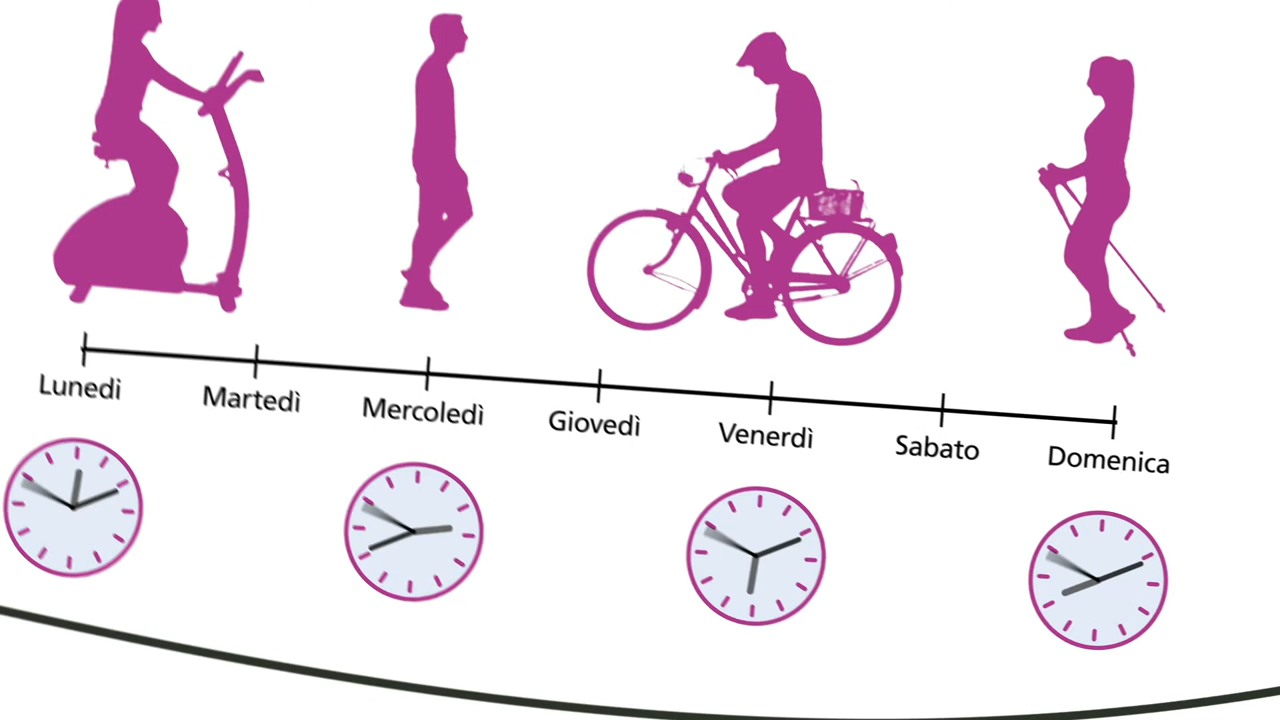 Lunedì
Martedì
Mercoledì
Giovedì
Venerdì
Sabato
Domenica